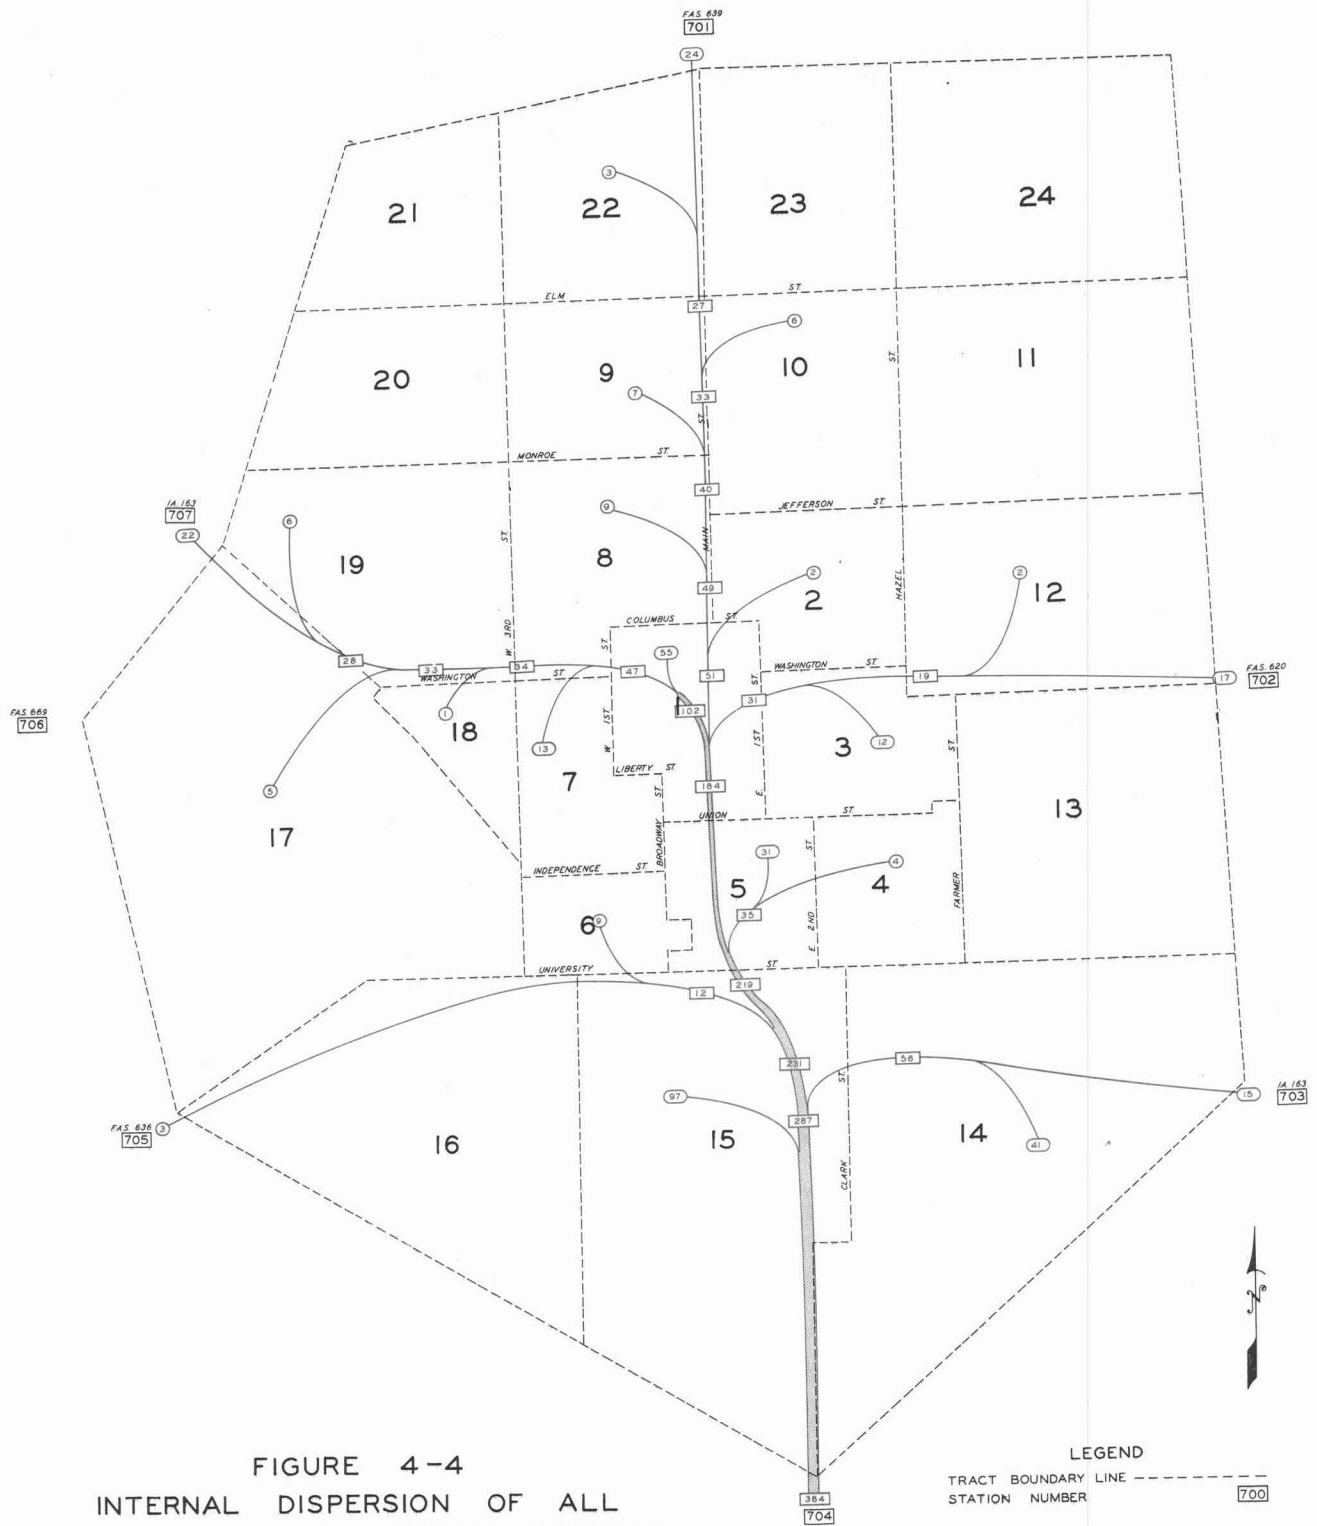 FAS. 639
701
24
3
21
22
23
24
ELM ST.
27
6
20
9
10
11
ST.
7
33
ST.
MONROE ST.
40
JEFFERSON ST.
IA. 163
707
22
6
9
19
ST.
8
MAIN
49
2
2
HAZEL
2
12
COLUMBUS ST.
W 3RD
ST.
55
28
33
34
47
51
WASHINGTON ST.
WASHINGTON ST.
ST.
31
19
17
FAS. 620
702
FAS. 669
706
1
18
13
W 1ST
102
1ST
3
12
ST.
7
LIBERTY ST.
ST.
184
E.
5
17
UNION ST.
13
BROADWAY
31
ST.
4
INDEPENDENCE ST.
5
4
FARMER
6
9
35
E 2ND
UNIVERSITY ST.
12
219
231
56
ST.
97
287
15
IA. 163
703
FAS. 636
705
3
16
15
14
41
CLARK
N
FIGURE 4-4
INTERNAL DISPERSION OF ALL
384
704
LEGEND
TRACT BOUNDARY LINE
STATION NUMBER 700